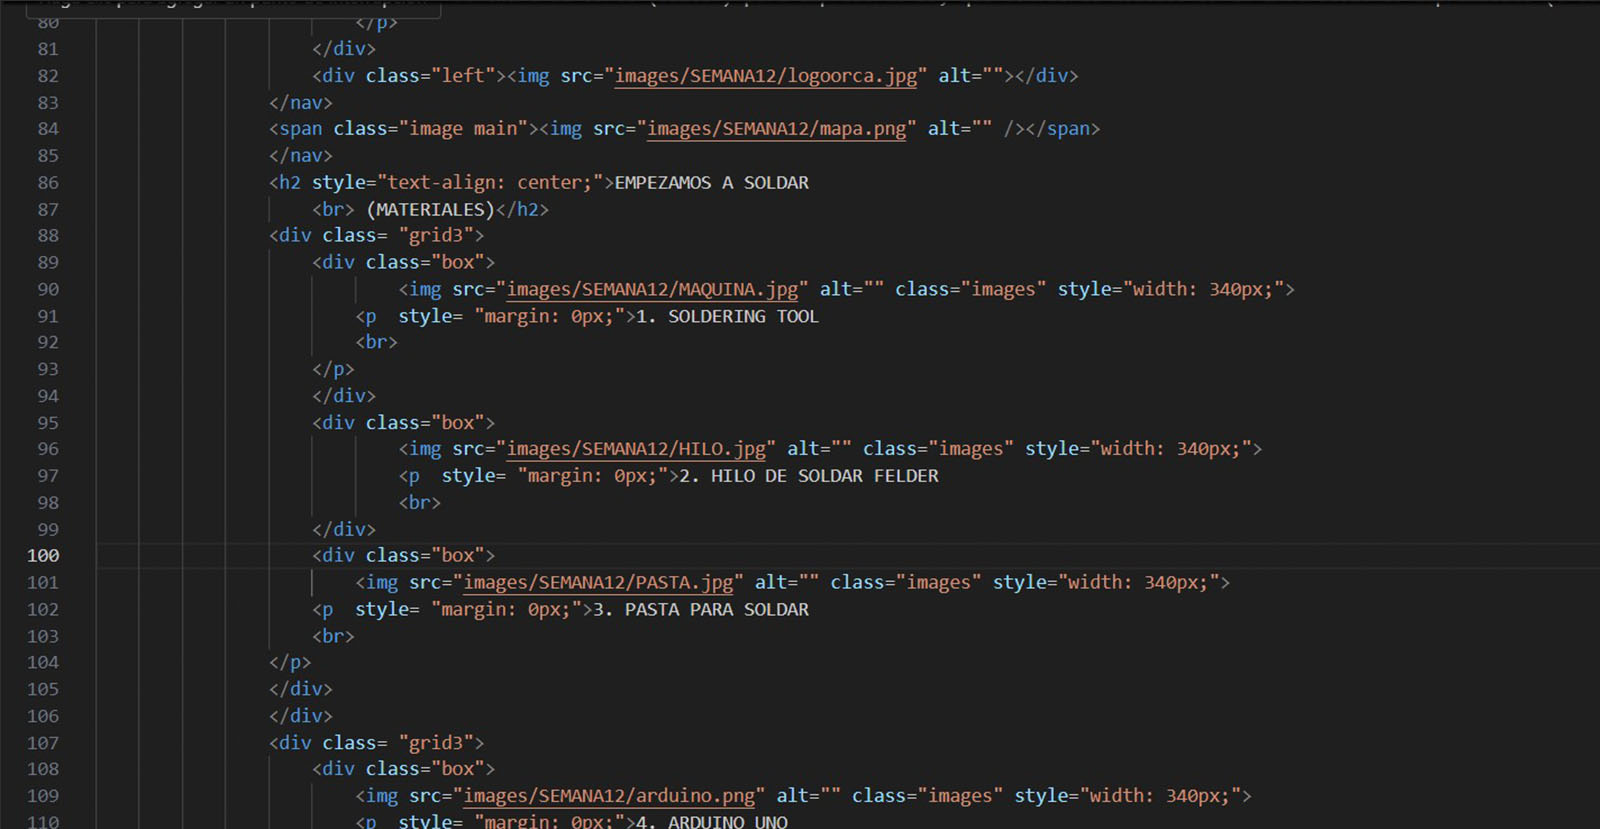 80 </p>
81 </div>
82 <div class="left"><img src="images/SEMANA12/logoorca.jpg" alt=""></div>
83 </nav>
84 <span class="image main"><img src="images/SEMANA12/mapa.png" alt="" /></span>
85 </nav>
86 <h2 style="text-align: center;">EMPEZAMOS A SOLDAR
87 <br> (MATERIALES)</h2>
88 <div class= "grid3">
89 <div class="box">
90 <img src="images/SEMANA12/MAQUINA.jpg" alt="" class="images" style="width: 340px;">
91 <p  style= "margin: 0px;">1. SOLDERING TOOL
92 <br>
93 </p>
94 </div>
95 <div class="box">
96 <img src="images/SEMANA12/HILO.jpg" alt="" class="images" style="width: 340px;">
97 <p  style= "margin: 0px;">2. HILO DE SOLDAR FELDER
98 <br>
99 </div>
100 <div class="box">
101 <img src="images/SEMANA12/PASTA.jpg" alt="" class="images" style="width: 340px;">
102 <p  style= "margin: 0px;">3. PASTA PARA SOLDAR
103 <br>
104 </p>
105 </div>
106 </div>
107 <div class= "grid3">
108 <div class="box">
109 <img src="images/SEMANA12/arduino.png" alt="" class="images" style="width: 340px;">
110 <p  style= "margin: 0px;">4. ARDUINO UNO